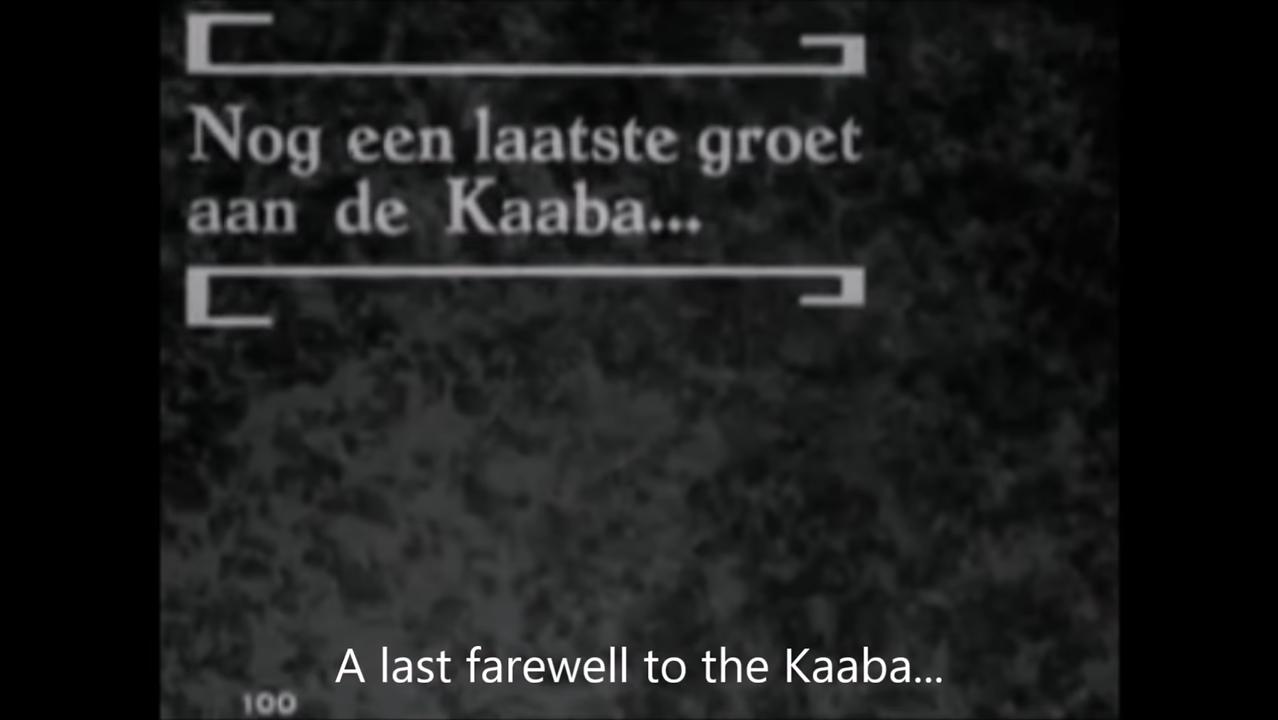 Nog een laatste groet
aan de Kaaba...
A last farewell to the Kaaba...
100